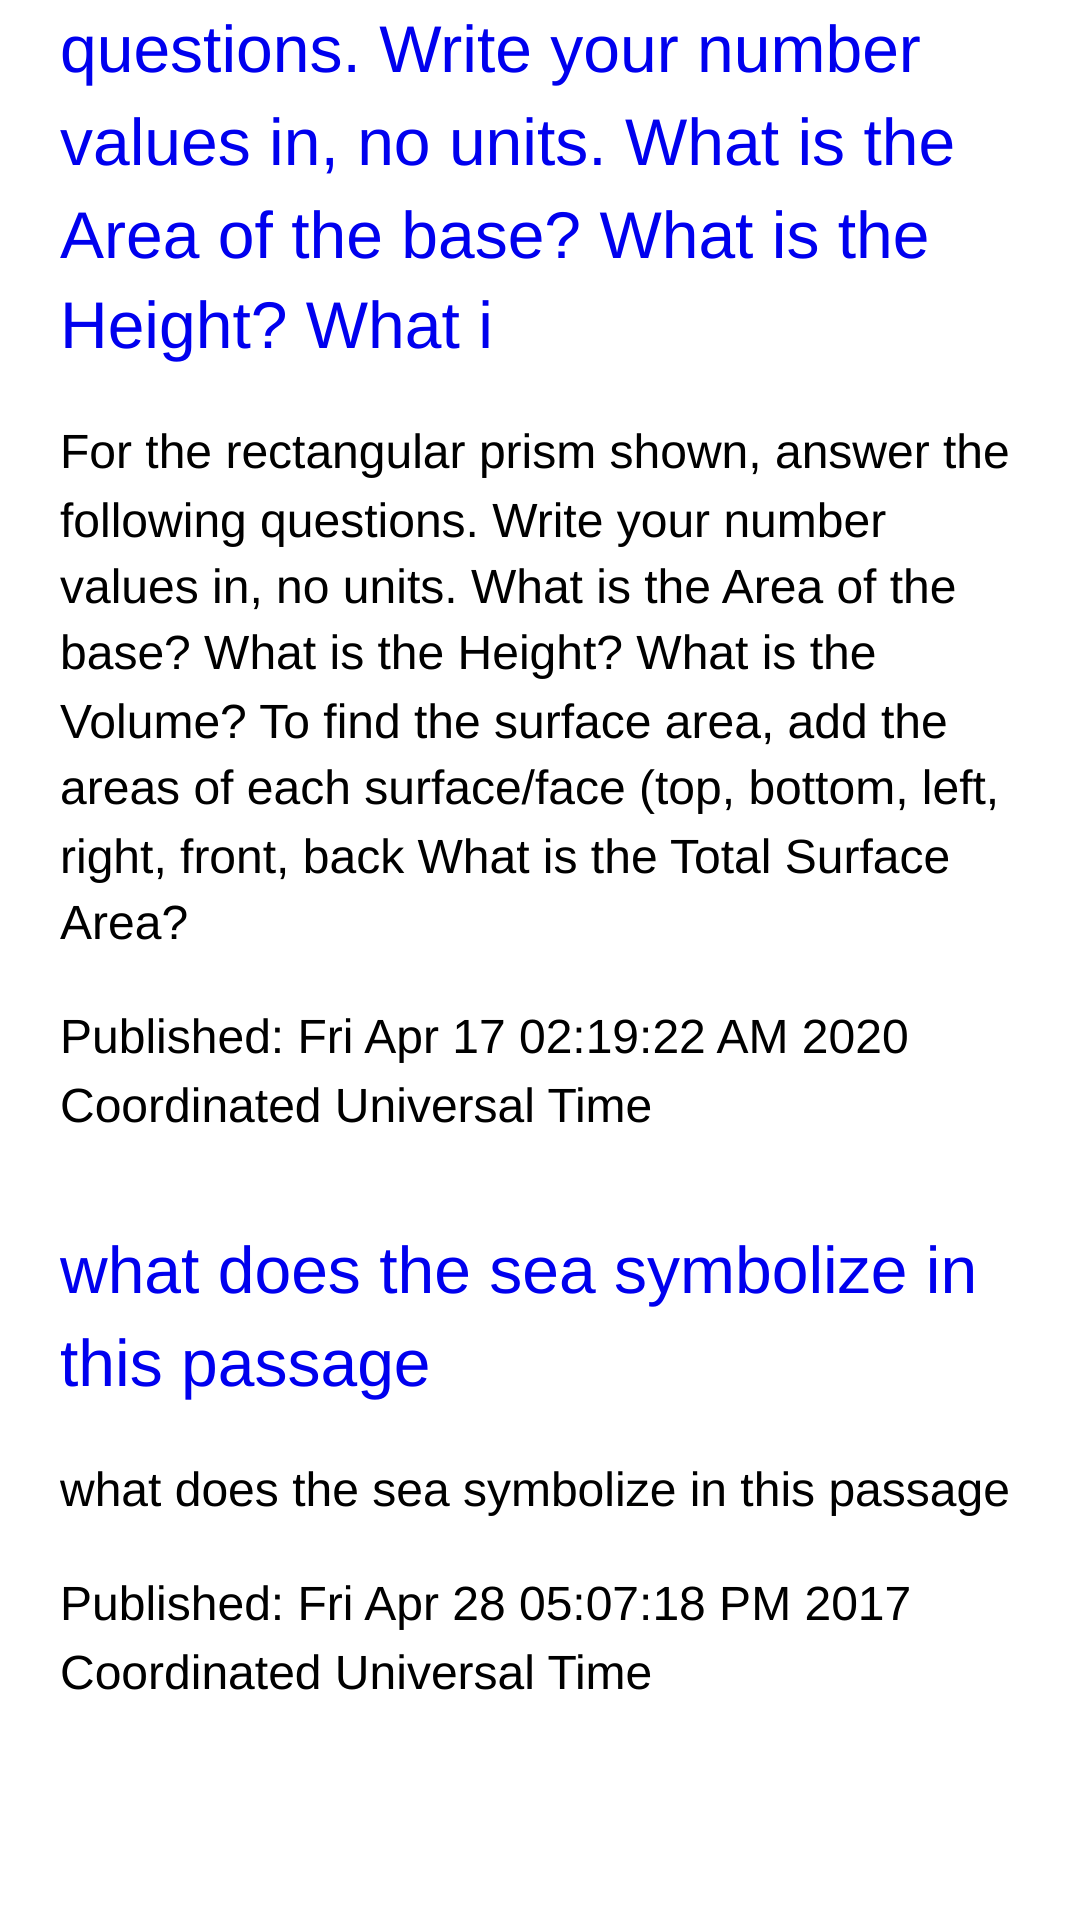 questions. Write your number
values in, no units. What is the
Area of the base? What is the
Height? What i
For the rectangular prism shown, answer the
following questions. Write your number
values in, no units. What is the Area of the
base? What is the Height? What is the
Volume? To find the surface area, add the
areas of each surface/face (top, bottom, left,
right, front, back What is the Total Surface
Area?
Published: Fri Apr 17 02:19:22 AM 2020
Coordinated Universal Time
what does the sea symbolize in
this passage
what does the sea symbolize in this passage
Published: Fri Apr 28 05:07:18 PM 2017
Coordinated Universal Time